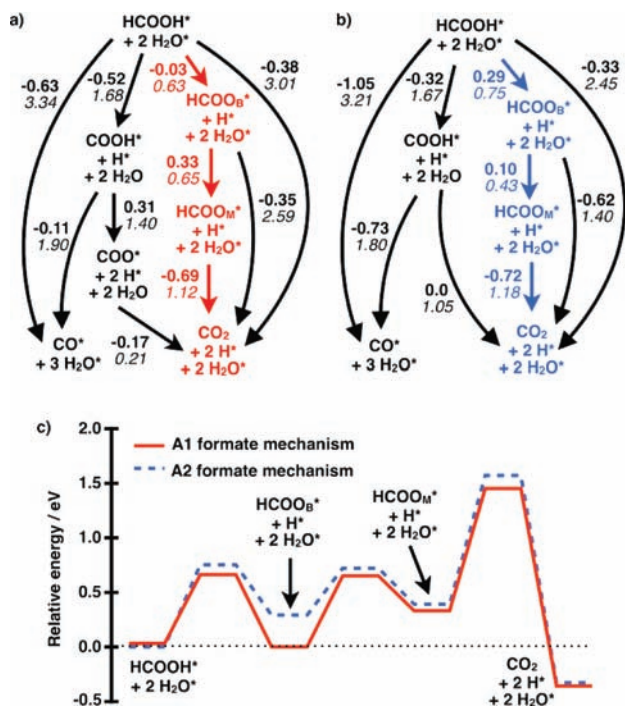 a)
HCOOH*
+ 2 H₂O*
-0.63
3.34
-0.52
1.68
-0.03
0.63
-0.38
3.01
HCOO_B*
+ H*
+ 2 H₂O*
COOH*
+ H*
+ 2 H₂O
0.33
0.65
-0.35
2.59
-0.11
1.90
0.31
1.40
HCOO_M*
+ H*
+ 2 H₂O*
COO*
+ 2 H*
+ 2 H₂O
-0.69
1.12
-0.17
0.21
CO*
+ 3 H₂O*
CO₂
+ 2 H*
+ 2 H₂O*
b)
HCOOH*
+ 2 H₂O*
-1.05
3.21
-0.32
1.67
0.29
0.75
-0.33
2.45
HCOO_B*
+ H*
+ 2 H₂O*
COOH*
+ H*
+ 2 H₂O
0.10
0.43
-0.62
1.40
-0.73
1.80
HCOO_M*
+ H*
+ 2 H₂O*
0.0
1.05
-0.72
1.18
CO*
+ 3 H₂O*
CO₂
+ 2 H*
+ 2 H₂O*
c)
2.0
1.5
1.0
0.5
0.0
-0.5
Relative energy / eV
A1 formate mechanism
A2 formate mechanism
HCOO_B*
+ H*
+ 2 H₂O*
HCOO_M*
+ H*
+ 2 H₂O*
HCOOH*
+ 2 H₂O*
CO₂
+ 2 H*
+ 2 H₂O*